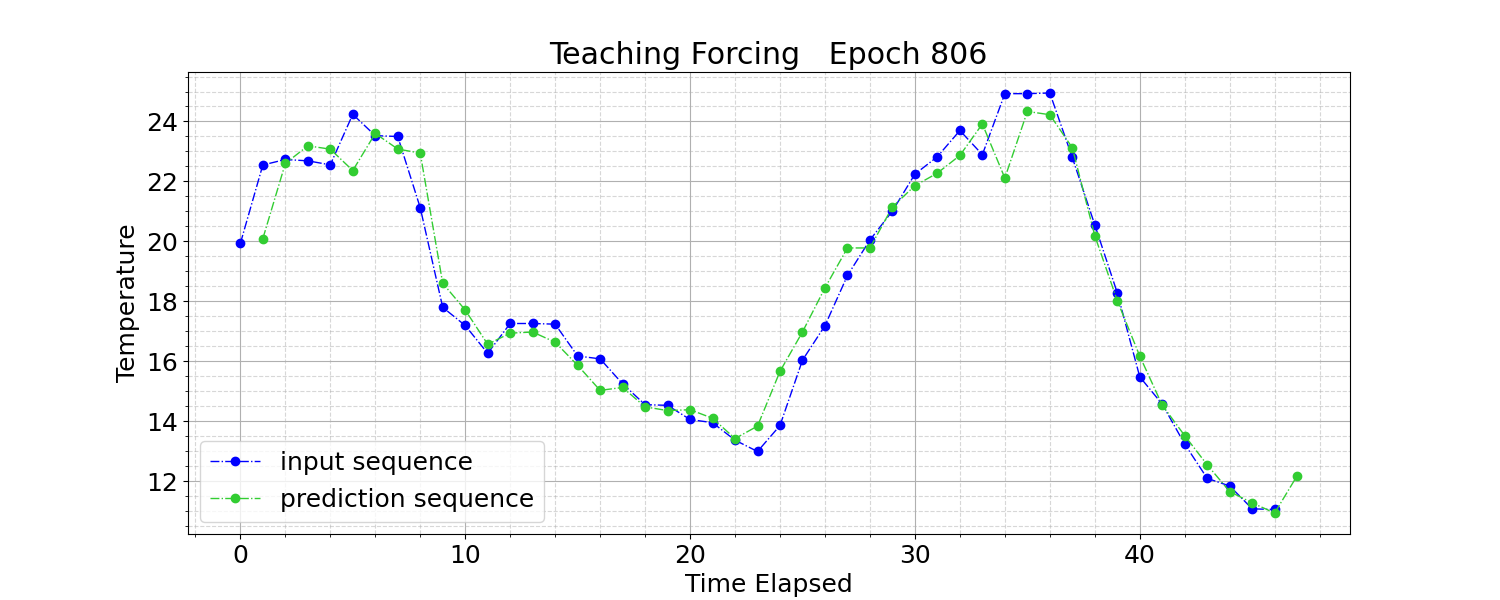 Teaching Forcing   Epoch 806
Temperature
24
22
20
18
16
14
12
input sequence
prediction sequence
0 10 20 30 40
Time Elapsed